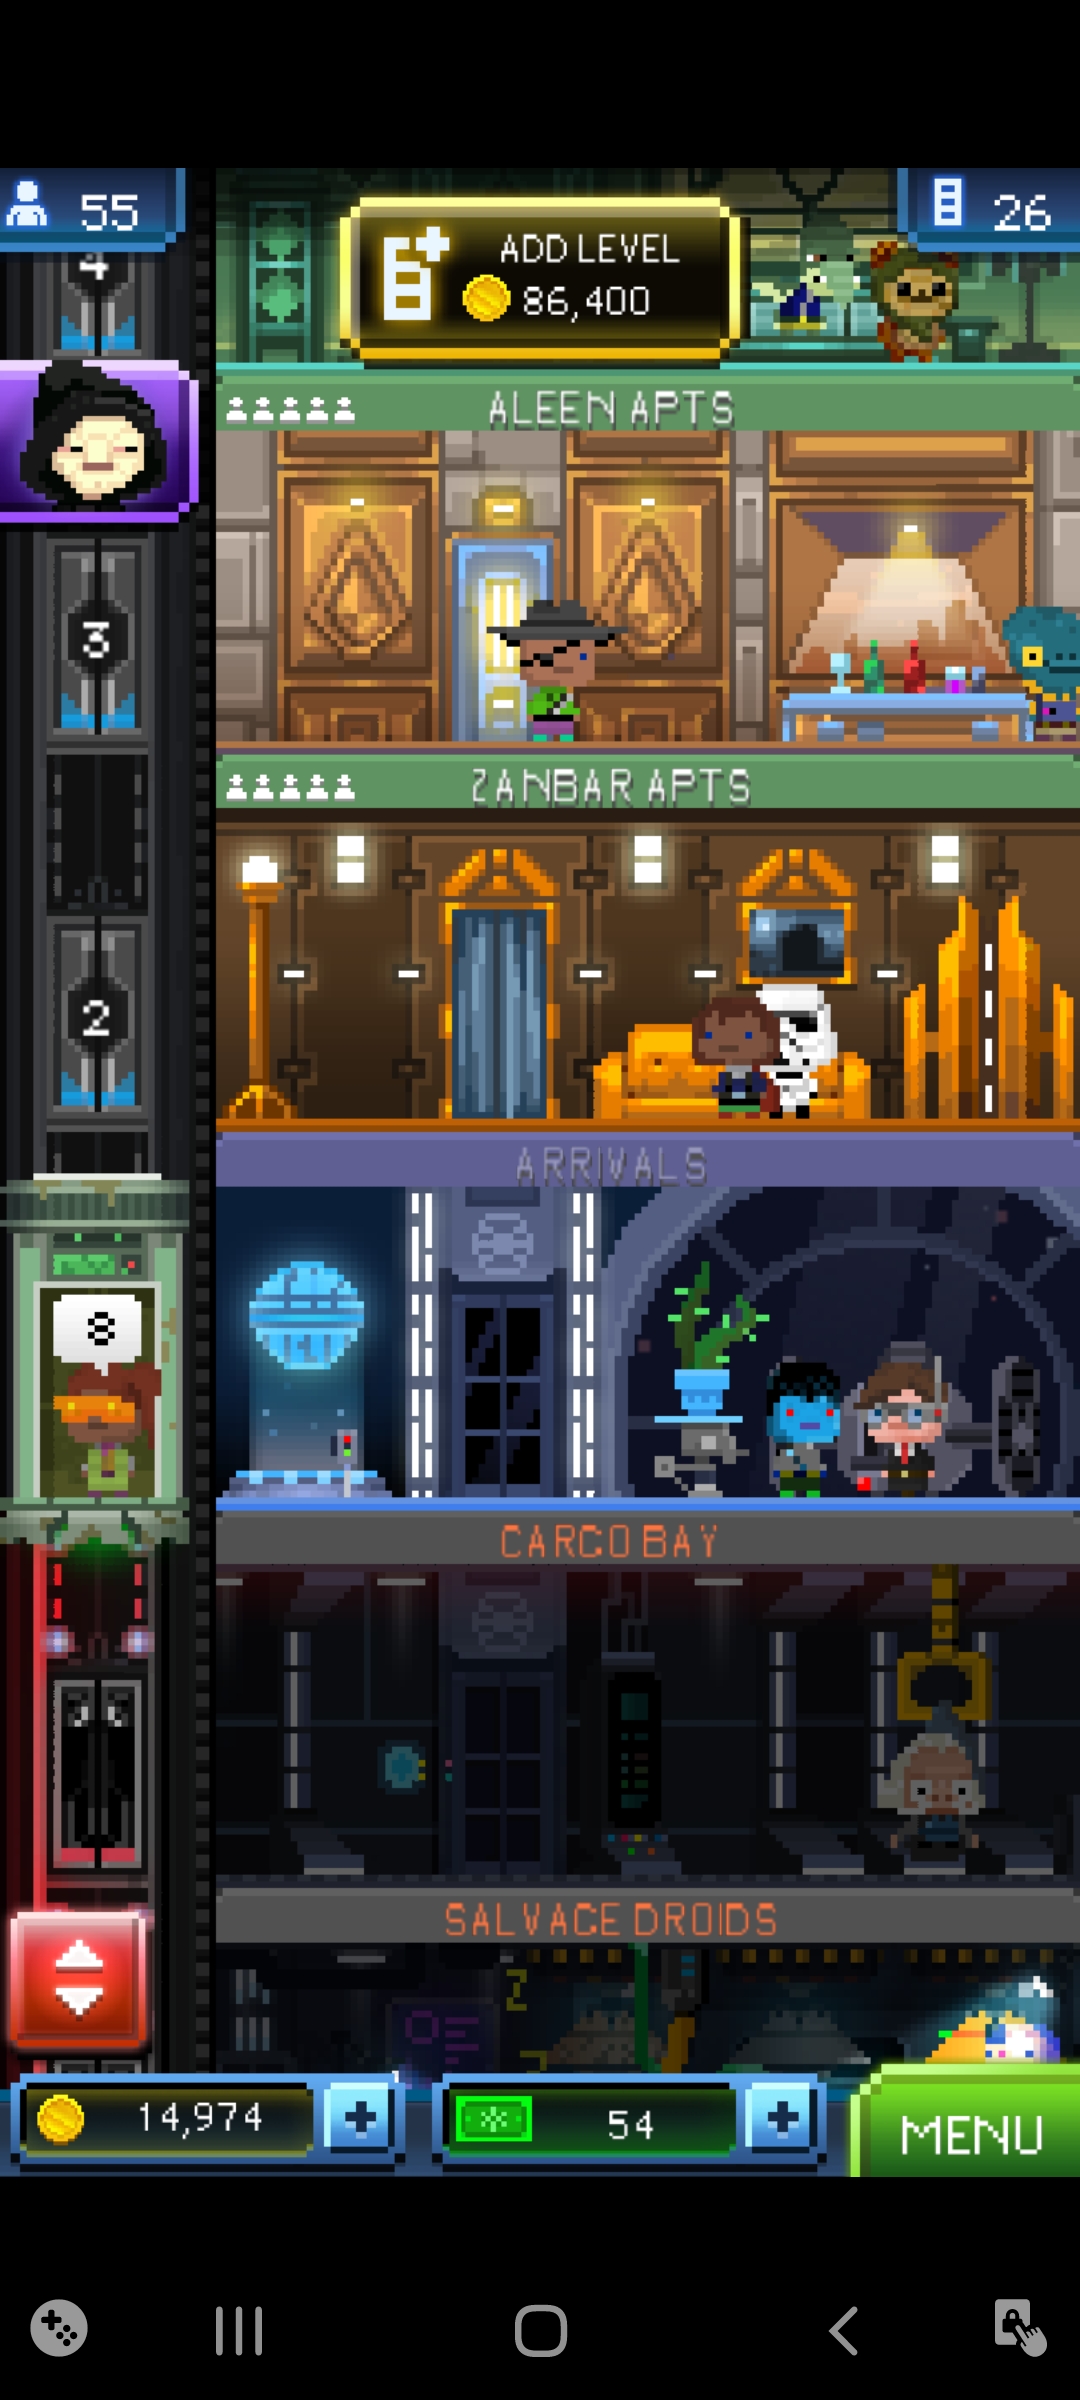 55
26
ADD LEVEL
86,400
4
ALEEN APTS
3
ZANBAR APTS
2
ARRIVALS
8
CARGO BAY
SALVAGE DROIDS
14,974
54
MENU